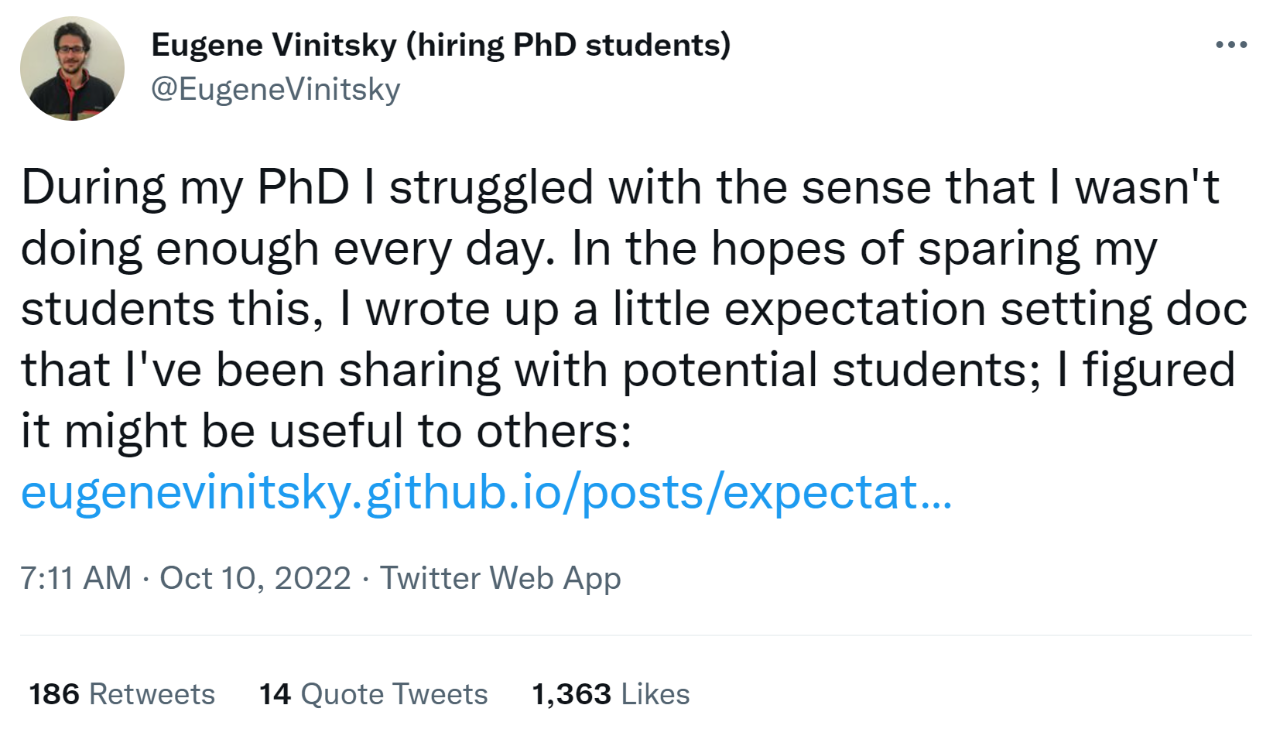 Eugene Vinitsky (hiring PhD students)
@EugeneVinitsky
During my PhD I struggled with the sense that I wasn't
doing enough every day. In the hopes of sparing my
students this, I wrote up a little expectation setting doc
that I've been sharing with potential students; I figured
it might be useful to others:
eugenevinitsky.github.io/posts/expectat...
7:11 AM · Oct 10, 2022 · Twitter Web App
186 Retweets 14 Quote Tweets 1,363 Likes